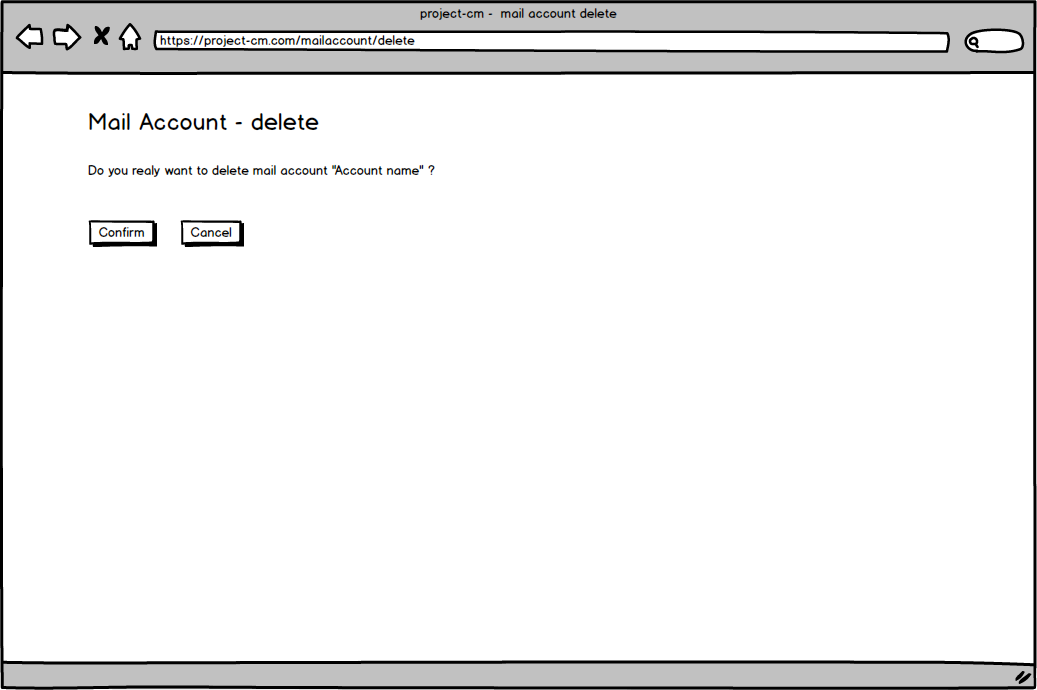 project-cm -  mail account delete
https://project-cm.com/mailaccount/delete
Mail Account - delete
Do you realy want to delete mail account "Account name" ?
Confirm
Cancel